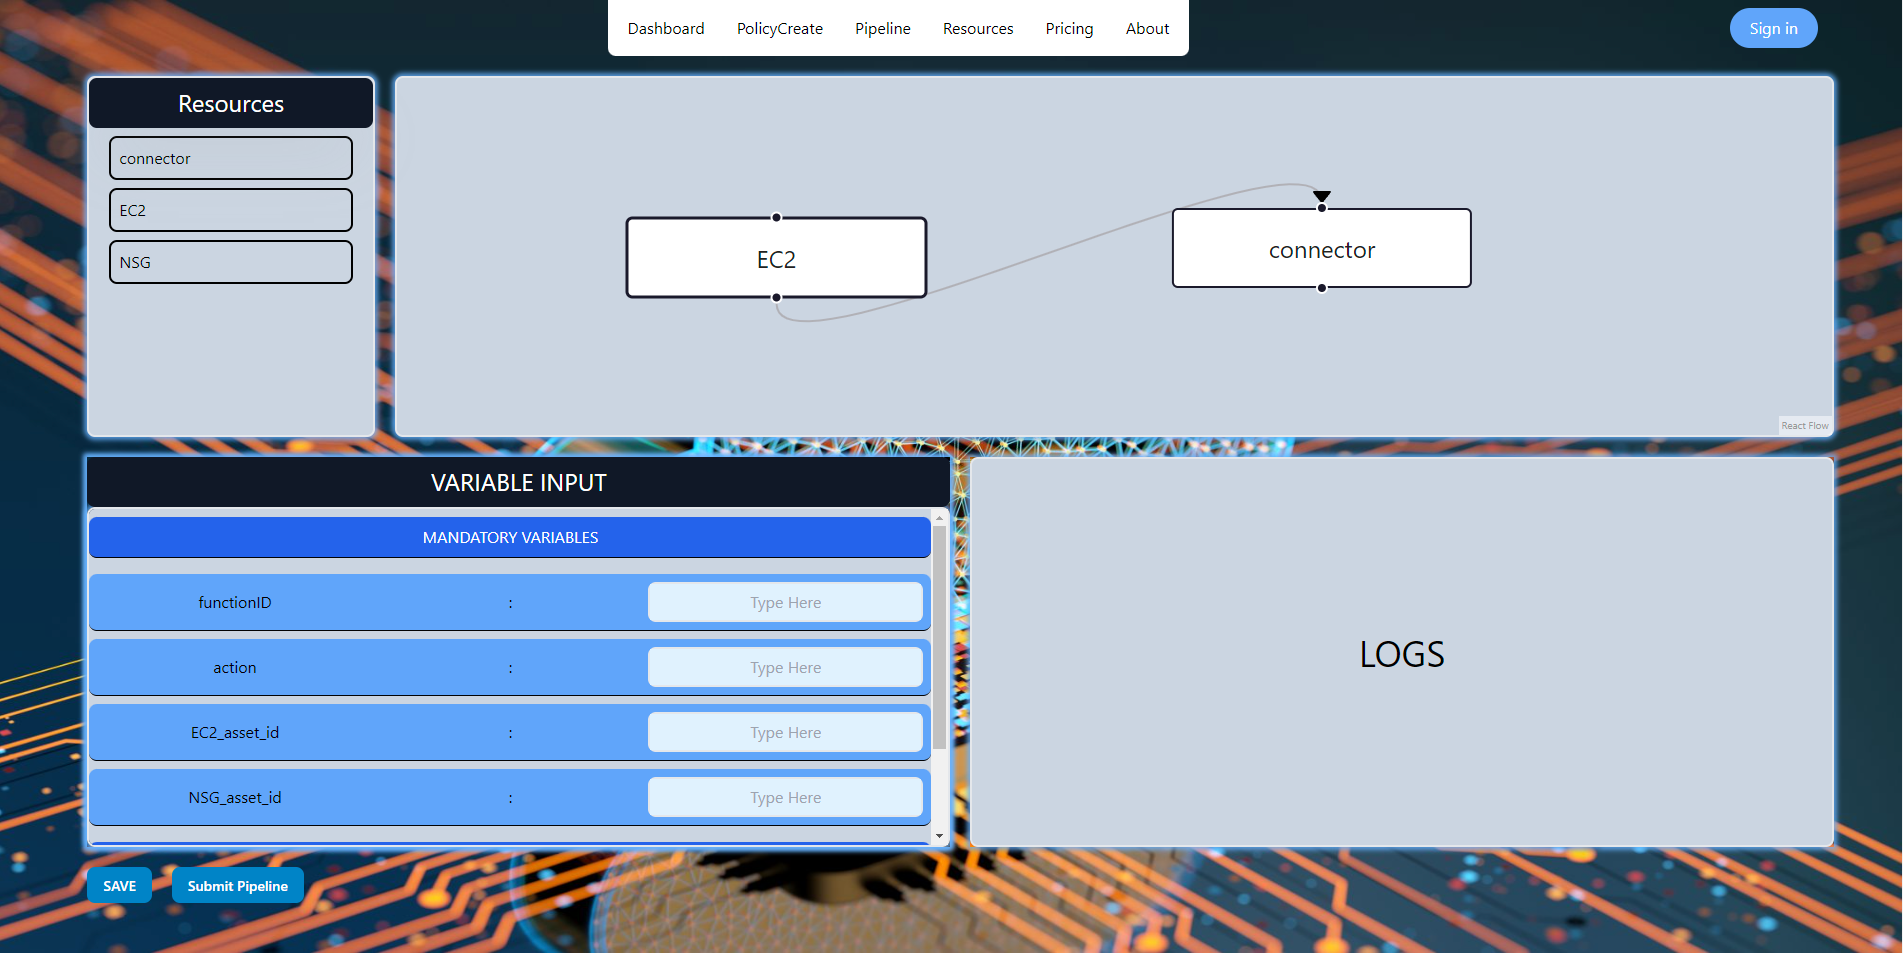 Dashboard PolicyCreate Pipeline Resources Pricing About
Sign in
Resources
connector
EC2
NSG
EC2
connector
React Flow
VARIABLE INPUT
MANDATORY VARIABLES
functionID : Type Here
action : Type Here
EC2_asset_id : Type Here
NSG_asset_id : Type Here
LOGS
SAVE Submit Pipeline